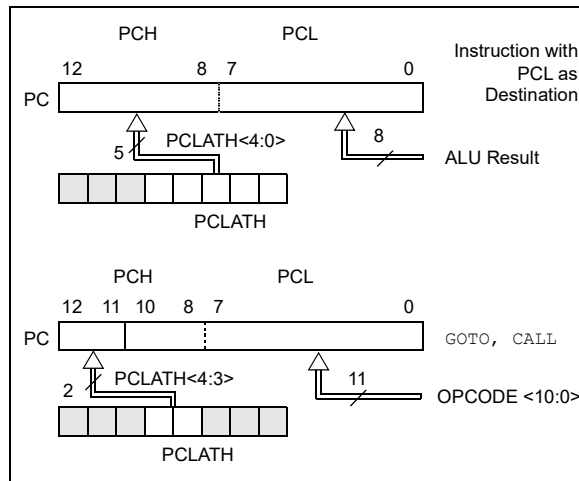 PCH PCL
12 8 7 0
Instruction with
PCL as
Destination
PC
5 PCLATH<4:0> 8
ALU Result
PCLATH
PCH PCL
12 11 10 8 7 0
PC GOTO, CALL
2 PCLATH<4:3> 11
OPCODE <10:0>
PCLATH